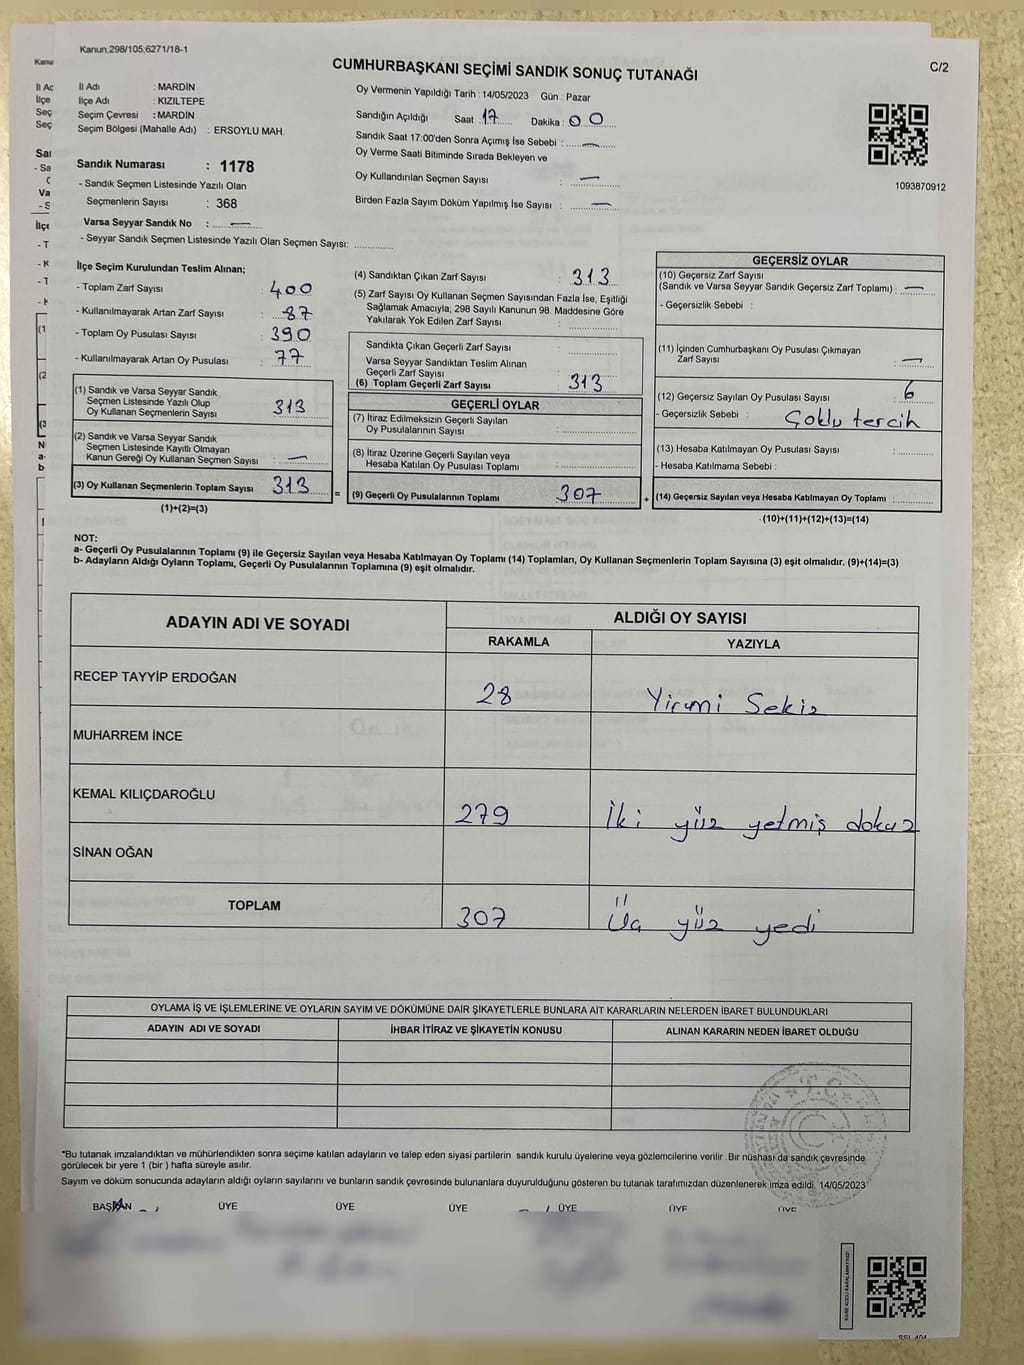 Kanun;298/105;6271/18-1
CUMHURBAŞKANI SEÇİMİ SANDIK SONUÇ TUTANAĞI
C/2
İl Adı : MARDİN
İlçe Adı : KIZILTEPE
Seçim Çevresi : MARDİN
Seçim Bölgesi (Mahalle Adı) : ERSOYLU MAH.
Sandık Numarası : 1178
- Sandık Seçmen Listesinde Yazılı Olan
Seçmenlerin Sayısı : 368
Varsa Seyyar Sandık No : —
- Seyyar Sandık Seçmen Listesinde Yazılı Olan Seçmen Sayısı: ............
Oy Vermenin Yapıldığı Tarih : 14/05/2023 Gün : Pazar
Sandığın Açıldığı Saat 17 Dakika : 00
Sandık Saat 17:00'den Sonra Açımış İse Sebebi : —
Oy Verme Saati Bitiminde Sırada Bekleyen ve
Oy Kullandırılan Seçmen Sayısı : —
Birden Fazla Sayım Döküm Yapılmış İse Sayısı : —
1093870912
İlçe Seçim Kurulundan Teslim Alınan;
- Toplam Zarf Sayısı : 400
- Kullanılmayarak Artan Zarf Sayısı : 87
- Toplam Oy Pusulası Sayısı : 390
- Kullanılmayarak Artan Oy Pusulası : 77
(1) Sandık ve Varsa Seyyar Sandık
Seçmen Listesinde Yazılı Olup
Oy Kullanan Seçmenlerin Sayısı 313
(2) Sandık ve Varsa Seyyar Sandık
Seçmen Listesinde Kayıtlı Olmayan
Kanun Gereği Oy Kullanan Seçmen Sayısı : —
(3) Oy Kullanan Seçmenlerin Toplam Sayısı 313
(1)+(2)=(3)
=
(4) Sandıktan Çıkan Zarf Sayısı : 313
(5) Zarf Sayısı Oy Kullanan Seçmen Sayısından Fazla İse, Eşitliği
Sağlamak Amacıyla; 298 Sayılı Kanunun 98. Maddesine Göre
Yakılarak Yok Edilen Zarf Sayısı : ............
Sandıkta Çıkan Geçerli Zarf Sayısı : ............
Varsa Seyyar Sandıktan Teslim Alınan
Geçerli Zarf Sayısı : ............
(6) Toplam Geçerli Zarf Sayısı 313
GEÇERLİ OYLAR
(7) İtiraz Edilmeksizin Geçerli Sayılan
Oy Pusulalarının Sayısı : ............
(8) İtiraz Üzerine Geçerli Sayılan veya
Hesaba Katılan Oy Pusulası Toplamı : ............
(9) Geçerli Oy Pusulalarının Toplamı 307
+
GEÇERSİZ OYLAR
(10) Geçersiz Zarf Sayısı
(Sandık ve Varsa Seyyar Sandık Geçersiz Zarf Toplamı) : —
- Geçersizlik Sebebi :
(11) İçinden Cumhurbaşkanı Oy Pusulası Çıkmayan
Zarf Sayısı : —
(12) Geçersiz Sayılan Oy Pusulası Sayısı : 6
- Geçersizlik Sebebi : Çoklu tercih
(13) Hesaba Katılmayan Oy Pusulası Sayısı : ............
- Hesaba Katılmama Sebebi :
(14) Geçersiz Sayılan veya Hesaba Katılmayan Oy Toplamı : ............
(10)+(11)+(12)+(13)=(14)
NOT:
a- Geçerli Oy Pusulalarının Toplamı (9) ile Geçersiz Sayılan veya Hesaba Katılmayan Oy Toplamı (14) Toplamları, Oy Kullanan Seçmenlerin Toplam Sayısına (3) eşit olmalıdır. (9)+(14)=(3)
b- Adayların Aldığı Oyların Toplamı, Geçerli Oy Pusulalarının Toplamına (9) eşit olmalıdır.
ADAYIN ADI VE SOYADI
ALDIĞI OY SAYISI
RAKAMLA YAZIYLA
RECEP TAYYİP ERDOĞAN 28 Yirmi Sekiz
MUHARREM İNCE
KEMAL KILIÇDAROĞLU 279 İki yüz yetmiş dokuz
SİNAN OĞAN
TOPLAM 307 Üç yüz yedi
OYLAMA İŞ VE İŞLEMLERİNE VE OYLARIN SAYIM VE DÖKÜMÜNE DAİR ŞİKAYETLERLE BUNLARA AİT KARARLARIN NELERDEN İBARET BULUNDUKLARI
ADAYIN ADI VE SOYADI İHBAR İTİRAZ VE ŞİKAYETİN KONUSU ALINAN KARARIN NEDEN İBARET OLDUĞU
*Bu tutanak imzalandıktan ve mühürlendikten sonra seçime katılan adayların ve talep eden siyasi partilerin sandık kurulu üyelerine veya gözlemcilerine verilir .Bir nüshası da sandık çevresinde
görülecek bir yere 1 (bir ) hafta süreyle asılır.
Sayım ve döküm sonucunda adayların aldığı oyların sayılarını ve bunların sandık çevresinde bulunanlara duyurulduğunu gösteren bu tutanak tarafımızdan düzenlenerek imza edildi. 14/05/2023
BAŞKAN ÜYE ÜYE ÜYE ÜYE ÜYE ÜYE
KARE KODU KARALAMAYINIZ!